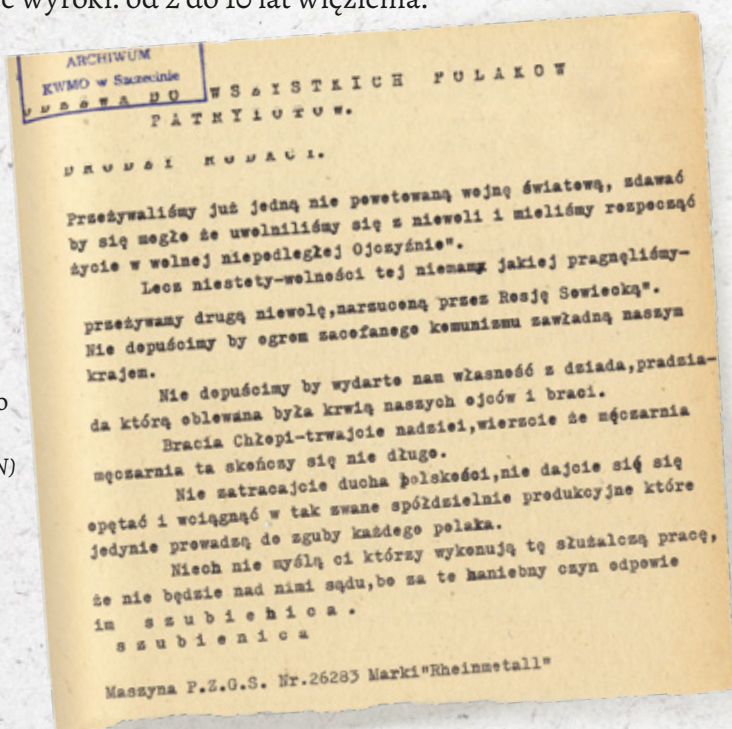 wyroki: od 2 do 10 lat więzienia.
ARCHIWUM
KWMO w Szczecinie
ODEZWA DO WSZYSTKICH POLAKOW
PATRYIOTOW.
DRODZY RODACI.
Przeżywaliśmy już jedną nie powetowaną wojnę światową, zdawać
by się mogło że uwolniliśmy się z niewoli i mieliśmy rozpocząć
życie w wolnej niepodległej Ojczyźnie".
Lecz niestety-wolności tej niemamy jakiej pragnęliśmy-
przeżywamy drugą niewolę,narzuconą przez Rosję Sowiecką".
Nie dopuścimy by ogrom zacofanego komunizmu zawładną naszym
krajem.
Nie dopuścimy by wydarto nam własność z dziada,pradzia-
da którą oblewana była krwią naszych ojców i braci.
Bracia Chłopi-trwajcie nadziei,wierzcie że męczarnia
męczarnia ta skończy się nie długo.
Nie zatracajcie ducha polskości,nie dajcie się się
opętać i wciągnąć w tak zwane spółdzielnie produkcyjne które
jedynie prowadzą do zguby każdego polaka.
Niech nie myślą ci którzy wykonują tę służalczą pracę,
że nie będzie nad nimi sądu,bo za te haniebny czyn odpowie
im szubiehica.
szubienica
Maszyna P.Z.G.S. Nr.26283 Marki"Rheinmetall"